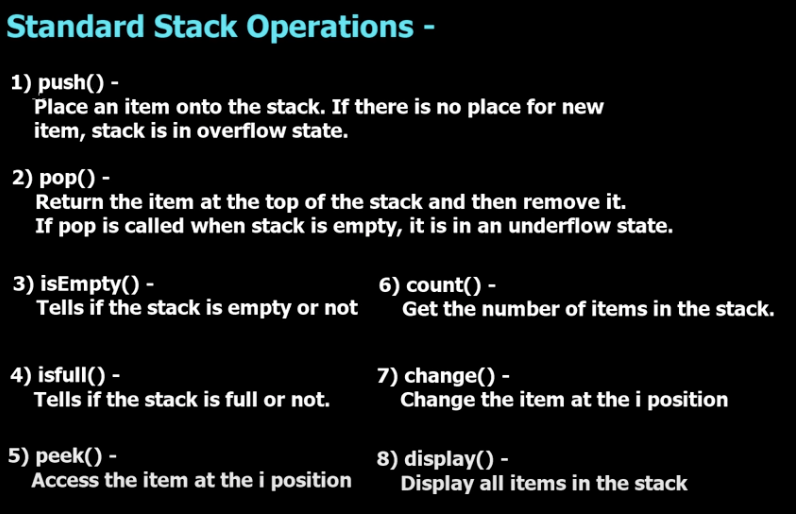 Standard Stack Operations -
1) push() -
Place an item onto the stack. If there is no place for new
item, stack is in overflow state.
2) pop() -
Return the item at the top of the stack and then remove it.
If pop is called when stack is empty, it is in an underflow state.
3) isEmpty() -
Tells if the stack is empty or not
4) isfull() -
Tells if the stack is full or not.
5) peek() -
Access the item at the i position
6) count() -
Get the number of items in the stack.
7) change() -
Change the item at the i position
8) display() -
Display all items in the stack